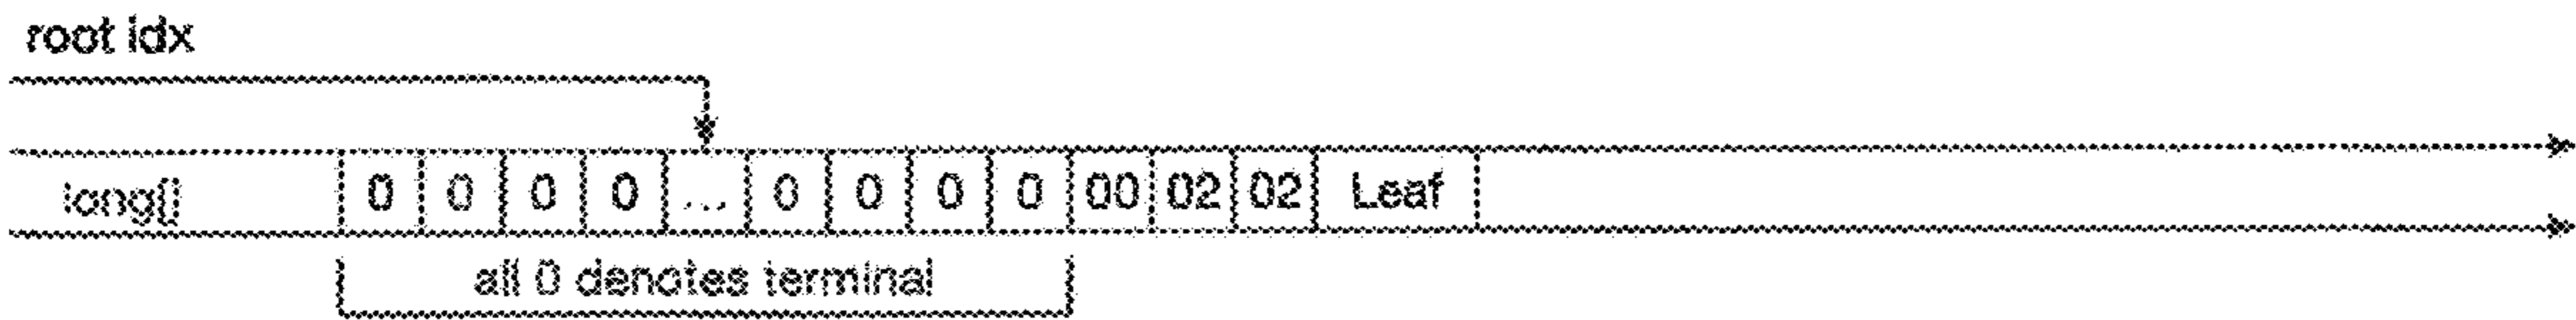 root idx
long[] 0 0 0 0 ... 0 0 0 0 00 02 02 Leaf
all 0 denotes terminal